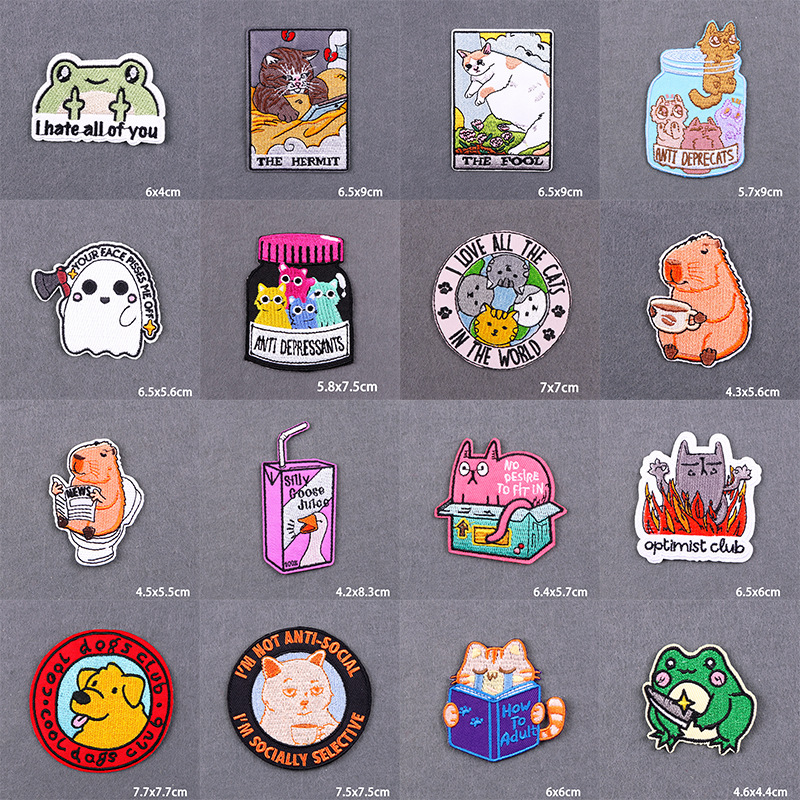 I hate all of you
6x4cm
THE HERMIT
6.5x9cm
THE FOOL
6.5x9cm
ANTI DEPRECATS
5.7x9cm
YOUR FACE PISSES ME OFF
6.5x5.6cm
ANTI DEPRESSANTS
5.8x7.5cm
I LOVE ALL THE CATS
IN THE WORLD
7x7cm
4.3x5.6cm
NEWS
4.5x5.5cm
Silly
Goose
Juice
100%
4.2x8.3cm
NO
DESIRE
TO FIT IN
6.4x5.7cm
optimist club
6.5x6cm
cool dogs club
cool dogs club
7.7x7.7cm
I'M NOT ANTI-SOCIAL
I'M SOCIALLY SELECTIVE
7.5x7.5cm
How
To
Adult
6x6cm
4.6x4.4cm